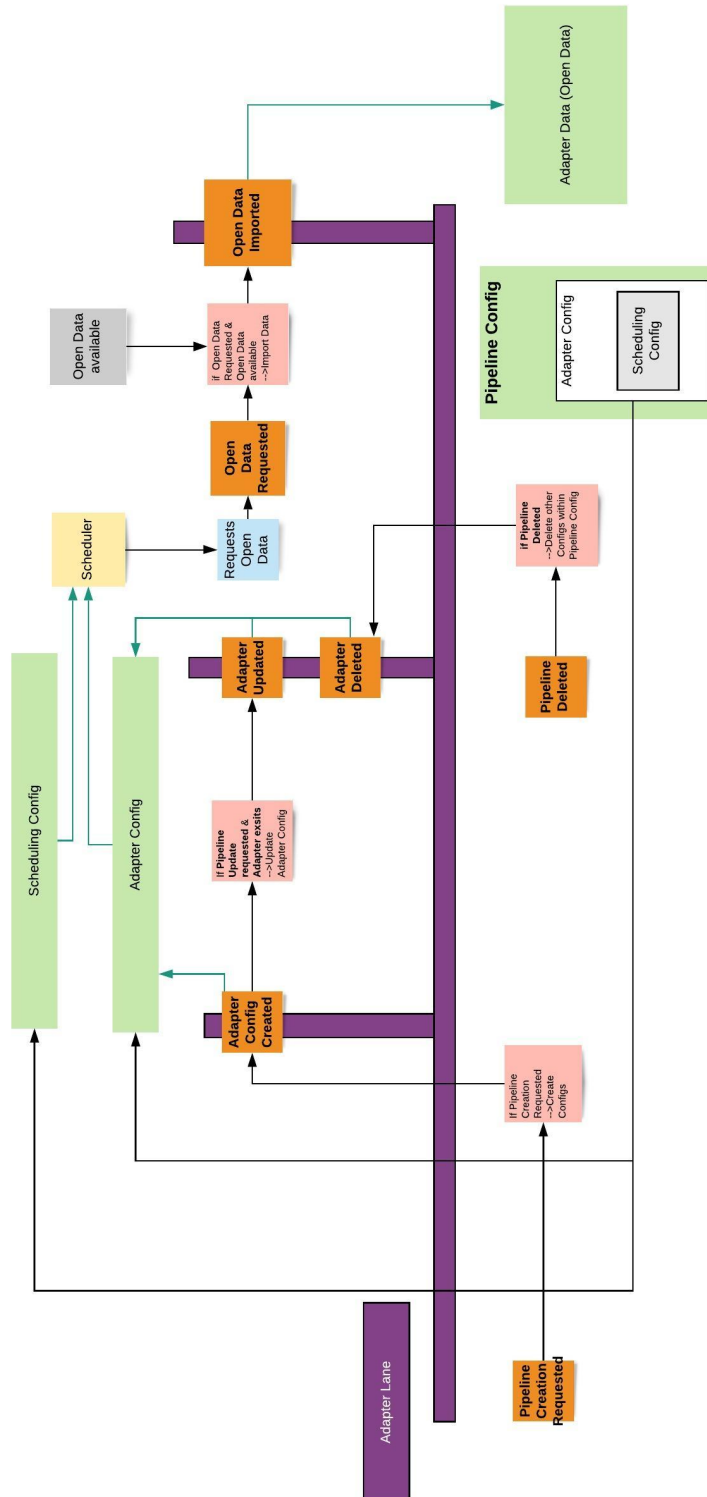 Scheduling Config
Adapter Config
Scheduler
Open Data
available
Adapter
Config
Created
If Pipeline
Update
requested &
Adapter exsits
-->Update
Adapter Config
Adapter
Updated
Adapter
Deleted
Requests
Open
Data
Open
Data
Requested
if Open Data
Requested &
Open Data
available
-->Import Data
Open Data
Imported
Adapter Data (Open Data)
Adapter Lane
Pipeline
Creation
Requested
If Pipeline
Creation
Requested
-->Create
Configs
Pipeline
Deleted
if Pipeline
Deleted
-->Delete other
Configs within
Pipeline Config
Pipeline Config
Adapter Config
Scheduling
Config